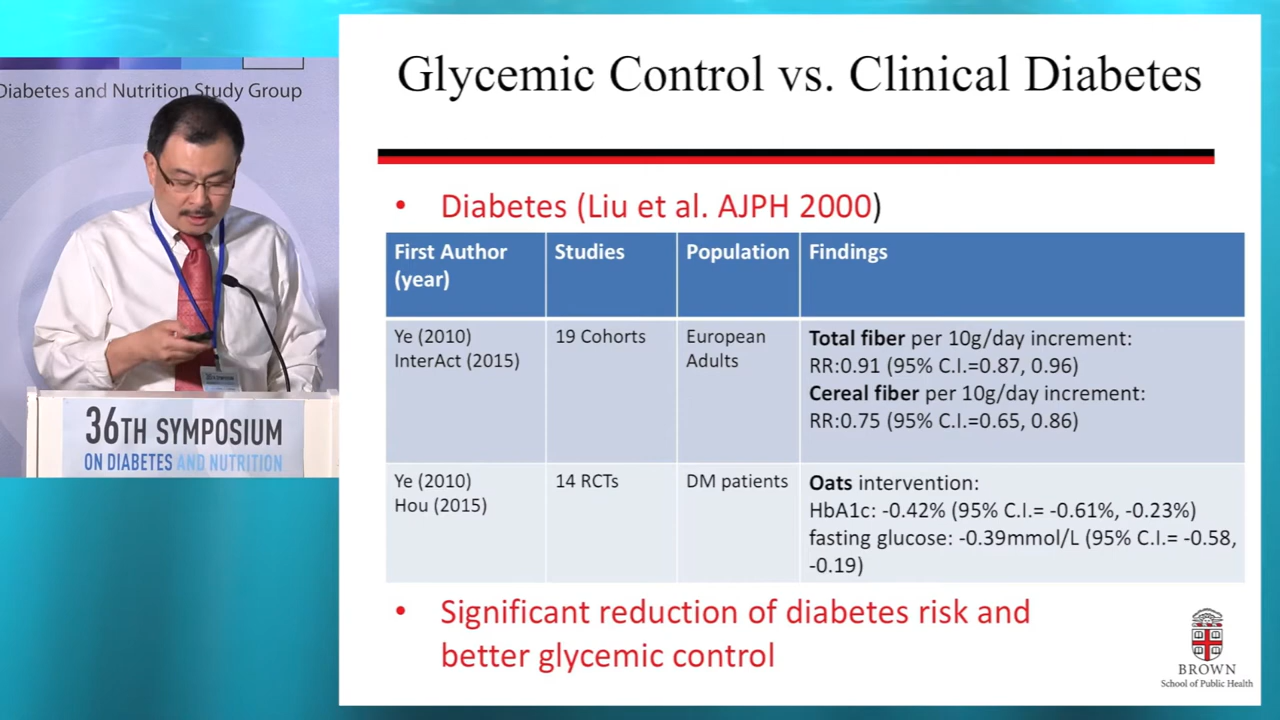 Diabetes and Nutrition Study Group
36TH SYMPOSIUM
ON DIABETES AND NUTRITION
Glycemic Control vs. Clinical Diabetes
• Diabetes (Liu et al. AJPH 2000)
First Author
(year)
Studies
Population
Findings
Ye (2010)
InterAct (2015)
19 Cohorts
European
Adults
Total fiber per 10g/day increment:
RR:0.91 (95% C.I.=0.87, 0.96)
Cereal fiber per 10g/day increment:
RR:0.75 (95% C.I.=0.65, 0.86)
Ye (2010)
Hou (2015)
14 RCTs
DM patients
Oats intervention:
HbA1c: -0.42% (95% C.I.= -0.61%, -0.23%)
fasting glucose: -0.39mmol/L (95% C.I.= -0.58,
-0.19)
• Significant reduction of diabetes risk and
better glycemic control
BROWN
School of Public Health